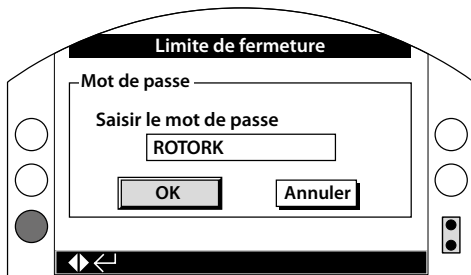 Limite de fermeture
Mot de passe
Saisir le mot de passe
ROTORK
OK Annuler